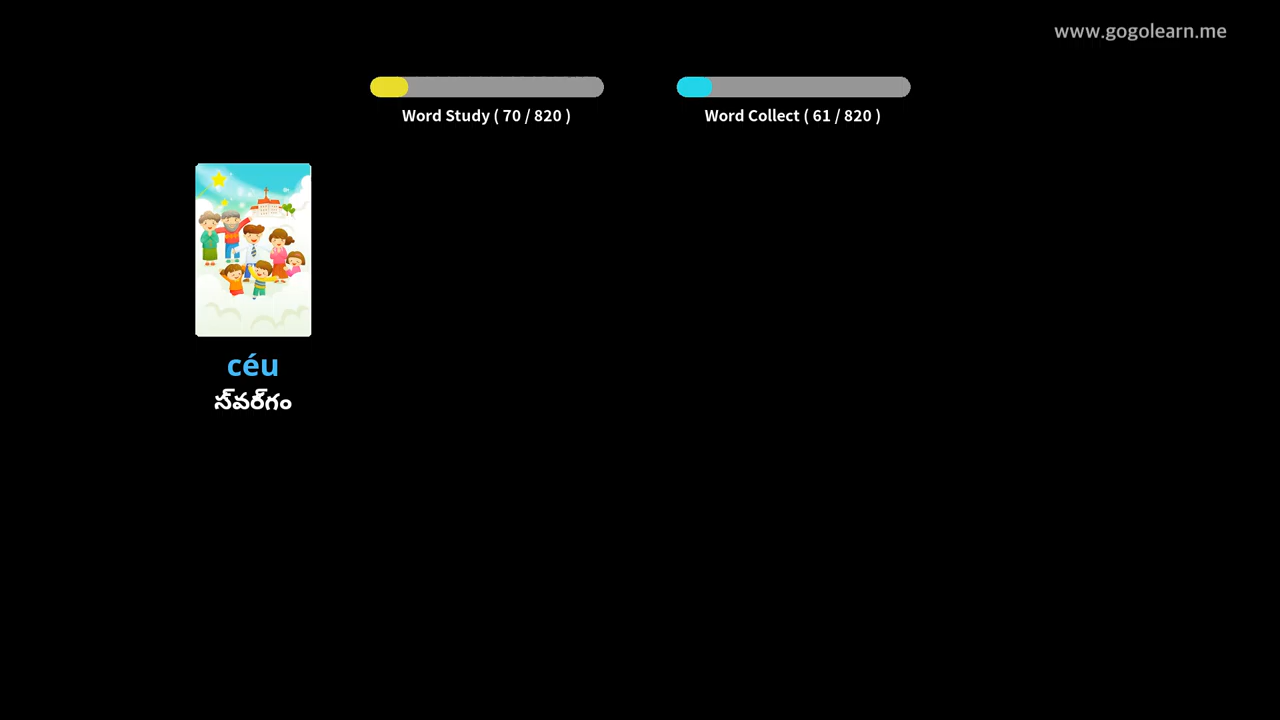 www.gogolearn.me
Word Study ( 70 / 820 )
Word Collect ( 61 / 820 )
céu
స్‌వర్‌గం